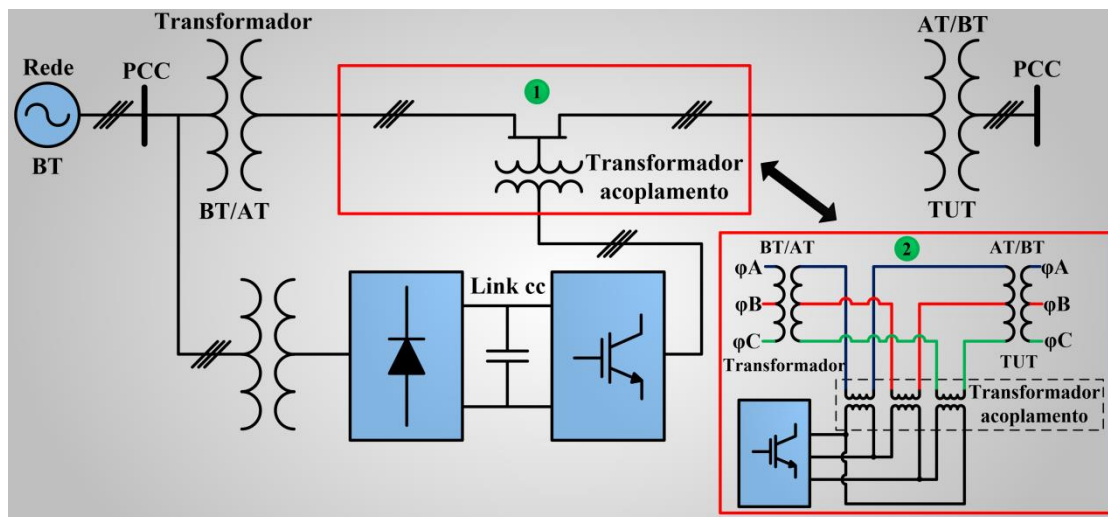 Transformador
AT/BT
Rede
PCC
1
PCC
BT
Transformador
acoplamento
BT/AT
TUT
BT/AT
2
AT/BT
φA
φA
Link cc
φB
φB
φC
φC
Transformador
TUT
Transformador
acoplamento